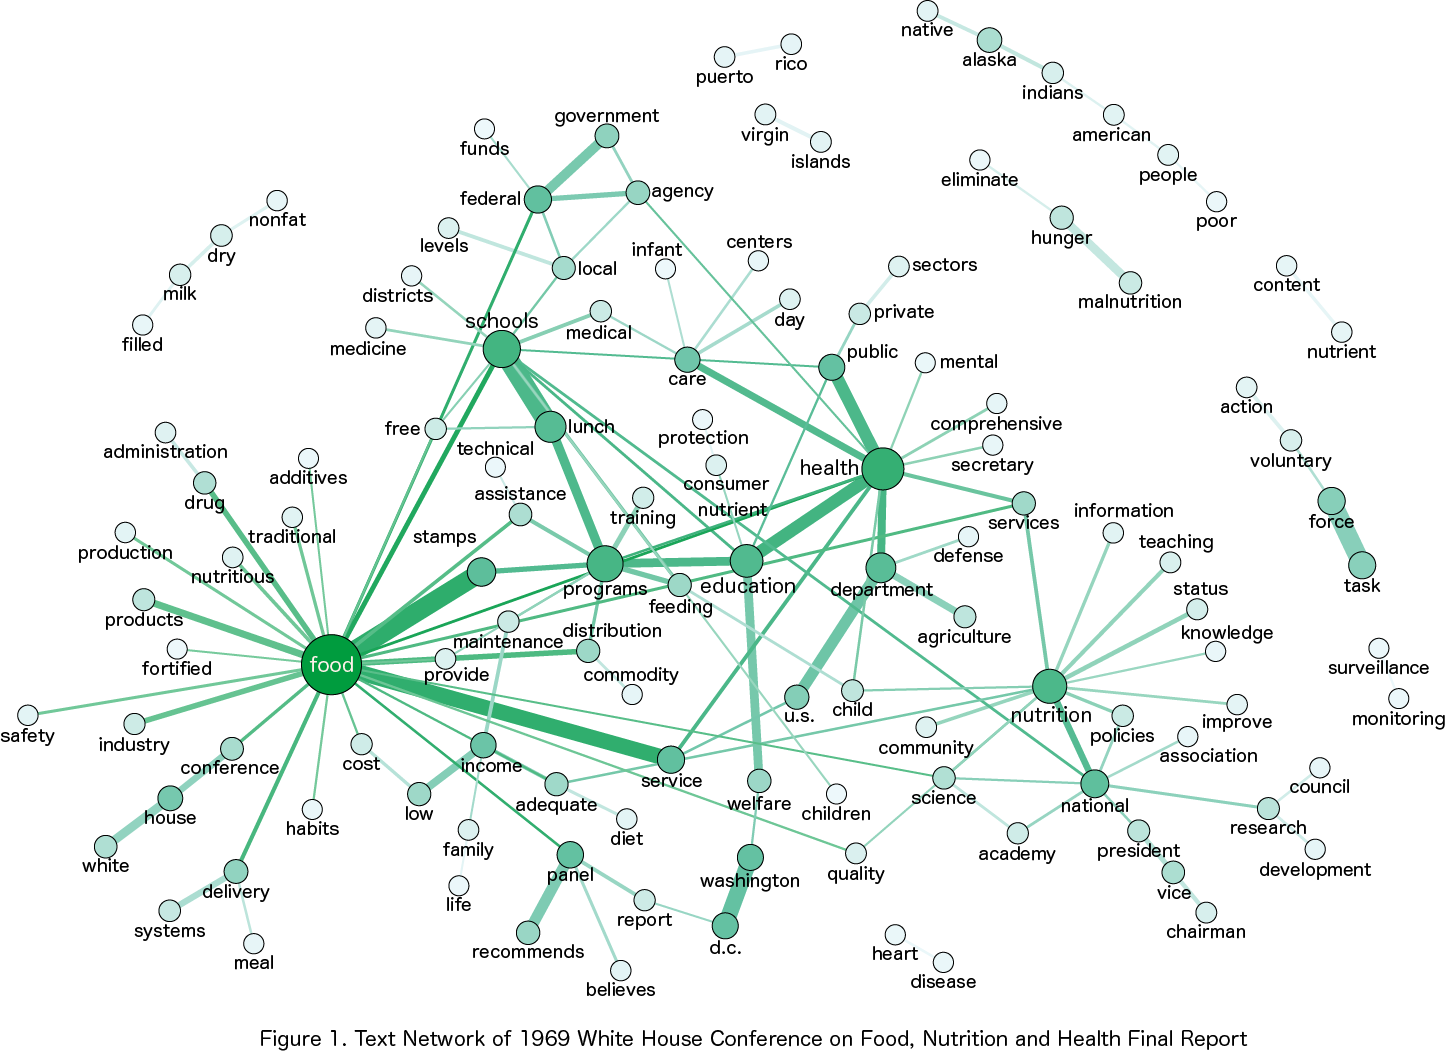 native
alaska
puerto
rico
indians
government
funds
virgin
islands
american
eliminate
people
federal
agency
nonfat
levels
poor
hunger
dry
infant
centers
local
sectors
milk
districts
content
malnutrition
schools
medical
day
private
filled
medicine
public
nutrient
care
mental
action
free
lunch
protection
comprehensive
administration
technical
health
secretary
voluntary
additives
consumer
drug
assistance
nutrient
training
services
information
force
traditional
stamps
production
defense
teaching
nutritious
programs
education
department
status
task
products
feeding
maintenance
distribution
agriculture
knowledge
fortified
food
provide
commodity
surveillance
u.s.
child
nutrition
safety
industry
policies
improve
monitoring
community
association
conference
cost
income
service
house
low
adequate
welfare
children
science
national
council
habits
diet
research
white
family
academy
president
development
panel
washington
quality
delivery
vice
life
report
systems
recommends
d.c.
chairman
meal
heart
believes
disease
Figure 1. Text Network of 1969 White House Conference on Food, Nutrition and Health Final Report